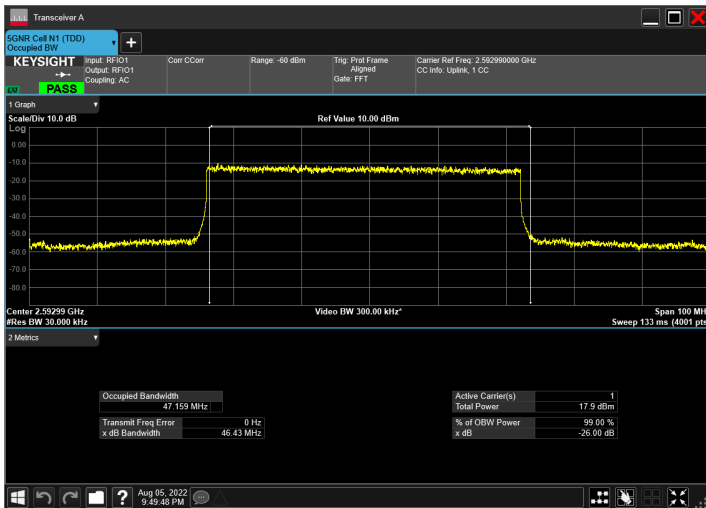 Transceiver A
5GNR Cell N1 (TDD)
Occupied BW
KEYSIGHT
LXI
PASS
Input: RFIO1
Output: RFIO1
Coupling: AC
Corr CCorr
Range: -60 dBm
Trig: Prot Frame
Aligned
Gate: FFT
Carrier Ref Freq: 2.592990000 GHz
CC Info: Uplink, 1 CC
1 Graph
Scale/Div 10.0 dB
Ref Value 10.00 dBm
Log
0.00
-10.0
-20.0
-30.0
-40.0
-50.0
-60.0
-70.0
-80.0
Center 2.59299 GHz
#Res BW 30.000 kHz
Video BW 300.00 kHz*
Span 100 MH
Sweep 133 ms (4001 pts
2 Metrics
Occupied Bandwidth
47.159 MHz
Transmit Freq Error 0 Hz
x dB Bandwidth 46.43 MHz
Active Carrier(s) 1
Total Power 17.9 dBm
% of OBW Power 99.00 %
x dB -26.00 dB
Aug 05, 2022
9:49:48 PM